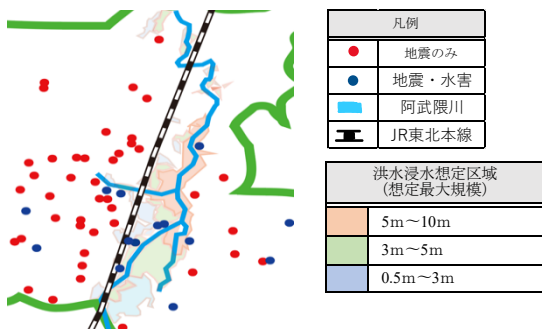 凡例
地震のみ
地震・水害
阿武隈川
JR東北本線
洪水浸水想定区域
（想定最大規模）
5m～10m
3m～5m
0.5m～3m